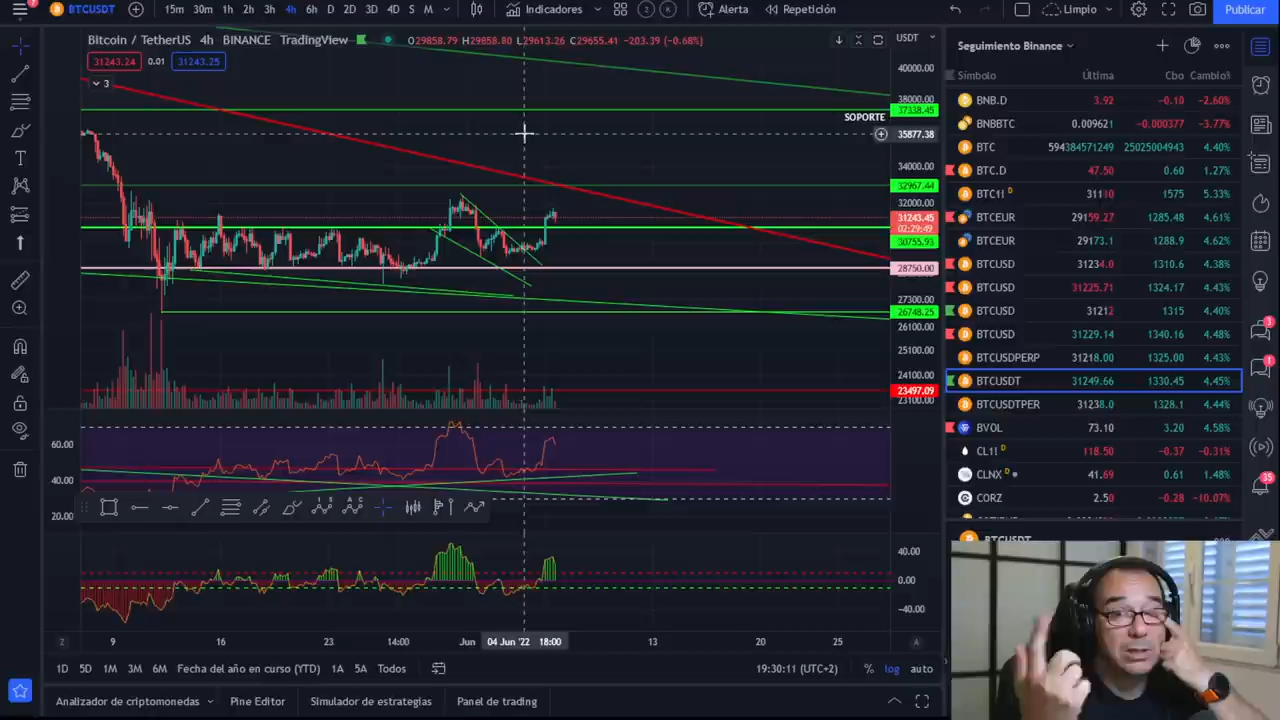 7
BTCUSDT
15m 30m 1h 2h 3h 4h 6h D 2D 3D 4D S M
Indicadores
2 K
Alerta
Repetición
Limpio
Publicar
Bitcoin / TetherUS 4h BINANCE TradingView
O29858.79 H29858.80 L29613.26 C29655.41 -203.39 (-0.68%)
USDT
31243.24 0.01 31243.25
3
SOPORTE
40000.00
38000.00
37338.45
35877.38
34000.00
32967.44
32000.00
31243.45
02:29:49
30755.93
28750.00
27300.00
26748.25
26100.00
25100.00
24100.00
23497.09
23100.00
60.00
40.00
20.00
40.00
0.00
-40.00
1 S
A C
Z
9 16 23 14:00 Jun 04 Jun '22 18:00 13 20 25
A
1D 5D 1M 3M 6M Fecha del año en curso (YTD) 1A 5A Todos
19:30:11 (UTC+2)
% log auto
Analizador de criptomonedas
Pine Editor
Simulador de estrategias
Panel de trading
Seguimiento Binance
Símbolo Última Cbo Cambio%
BNB.D 3.92 -0.10 -2.60%
BNBBTC 0.009621 -0.000377 -3.77%
BTC 594384571249 25025004943 4.40%
BTC.D 47.50 0.60 1.27%
BTC1! D 31110 1575 5.33%
BTCEUR 29159.27 1285.48 4.61%
BTCEUR 29173.1 1288.9 4.62%
BTCUSD 31234.0 1310.6 4.38%
BTCUSD 31225.71 1324.17 4.43%
BTCUSD 31212 1315 4.40%
BTCUSD 31229.14 1340.16 4.48%
BTCUSDPERP 31218.00 1325.00 4.43%
BTCUSDT 31249.66 1330.45 4.45%
BTCUSDTPER 31238.0 1328.1 4.44%
BVOL 73.10 3.20 4.58%
CL1! D 118.50 -0.37 -0.31%
CLNX D 41.69 0.61 1.48%
CORZ 2.50 -0.28 -10.07%
BTCUSDT
3
1
35